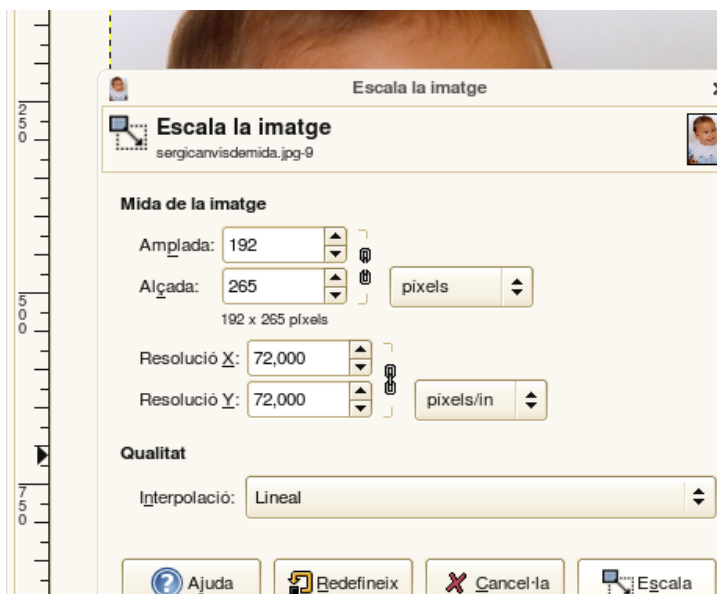 Escala la imatge
Escala la imatge
sergicanvisdemida.jpg-9
Mida de la imatge
Amplada: 192
Alçada: 265 píxels
192 x 265 píxels
Resolució X: 72,000
Resolució Y: 72,000 píxels/in
Qualitat
Interpolació: Lineal
Ajuda Redefineix Cancel·la Escala
250
500
750